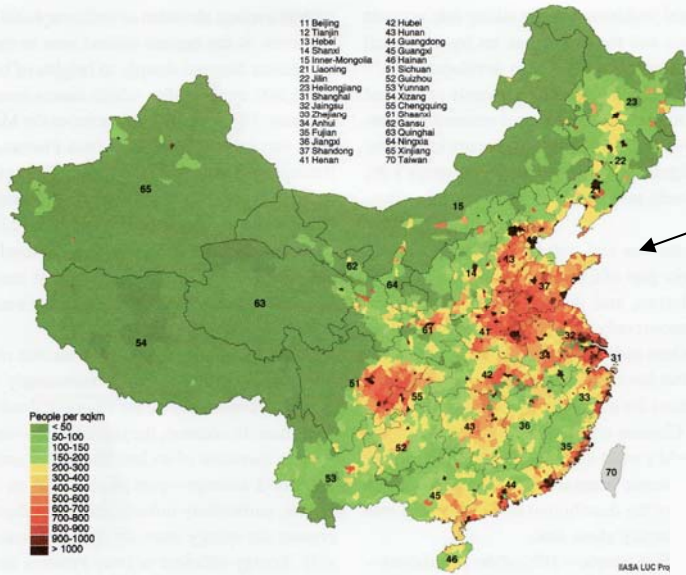 11 Beijing
12 Tianjin
13 Hebei
14 Shanxi
15 Inner-Mongolia
21 Liaoning
22 Jilin
23 Heilongjiang
31 Shanghai
32 Jaingsu
33 Zhejiang
34 Anhui
35 Fujian
36 Jiangxi
37 Shandong
41 Henan
42 Hubei
43 Hunan
44 Guangdong
45 Guangxi
46 Hainan
51 Sichuan
52 Guizhou
53 Yunnan
54 Xizang
55 Chengquing
61 Shaanxi
62 Gansu
63 Quinghai
64 Ningxia
65 Xinjiang
70 Taiwan
23
22
21
65
15
13
62
64
14
37
63
61
41
54
32
34
31
51
42
55
33
52
43
36
35
53
45
44
70
46
People per sqkm
< 50
50-100
100-150
150-200
200-300
300-400
400-500
500-600
600-700
700-800
800-900
900-1000
> 1000
IIASA LUC Proj